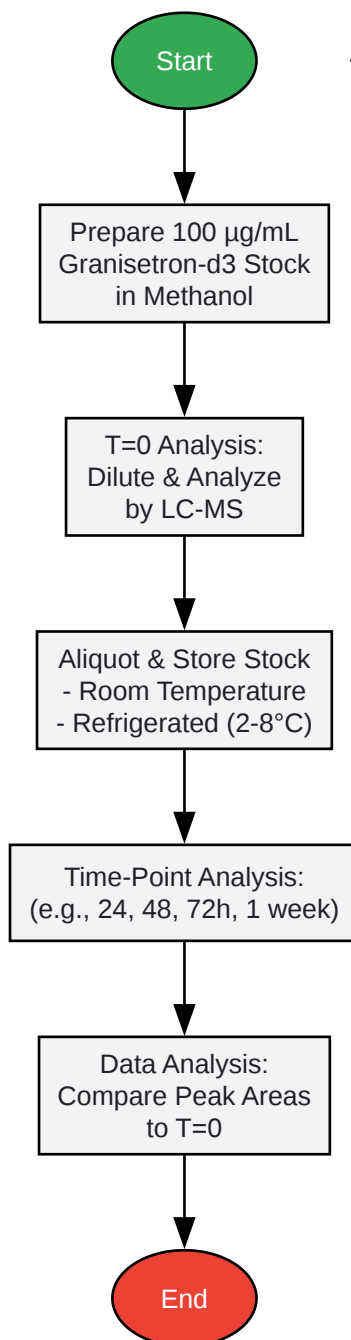 Start
Prepare 100 µg/mL
Granisetron-d3 Stock
in Methanol
T=0 Analysis:
Dilute & Analyze
by LC-MS
Aliquot & Store Stock
- Room Temperature
- Refrigerated (2-8°C)
Time-Point Analysis:
(e.g., 24, 48, 72h, 1 week)
Data Analysis:
Compare Peak Areas
to T=0
End